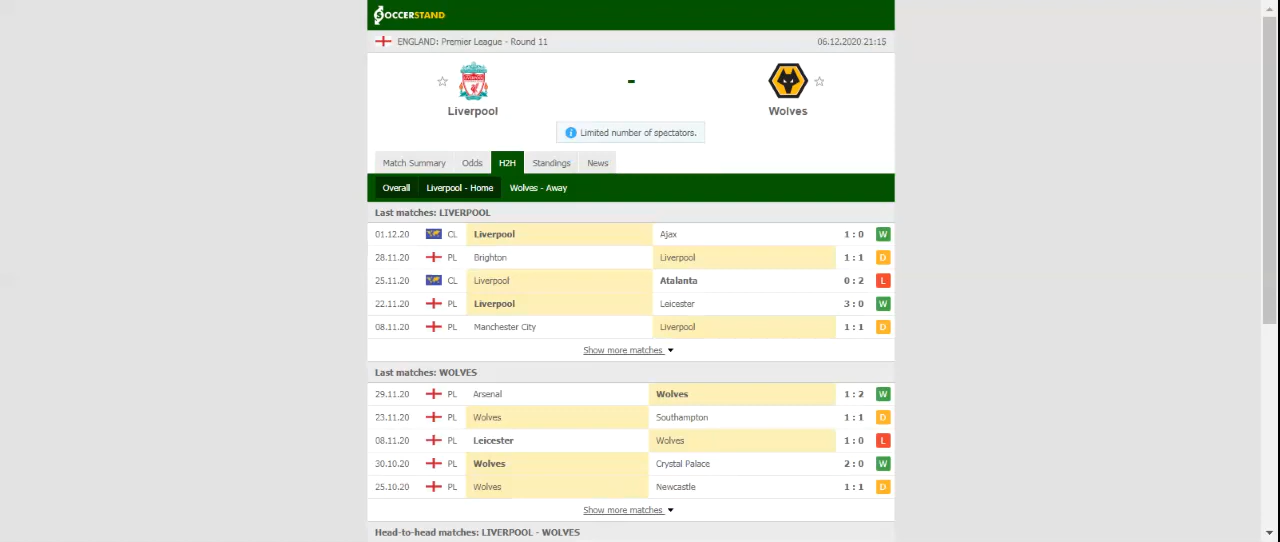 SOCCERSTAND
ENGLAND: Premier League - Round 11 06.12.2020 21:15
Liverpool - Wolves
Limited number of spectators.
Match Summary Odds H2H Standings News
Overall Liverpool - Home Wolves - Away
Last matches: LIVERPOOL
01.12.20 CL Liverpool Ajax 1 : 0 W
28.11.20 PL Brighton Liverpool 1 : 1 D
25.11.20 CL Liverpool Atalanta 0 : 2 L
22.11.20 PL Liverpool Leicester 3 : 0 W
08.11.20 PL Manchester City Liverpool 1 : 1 D
Show more matches
Last matches: WOLVES
29.11.20 PL Arsenal Wolves 1 : 2 W
23.11.20 PL Wolves Southampton 1 : 1 D
08.11.20 PL Leicester Wolves 1 : 0 L
30.10.20 PL Wolves Crystal Palace 2 : 0 W
25.10.20 PL Wolves Newcastle 1 : 1 D
Show more matches
Head-to-head matches: LIVERPOOL - WOLVES